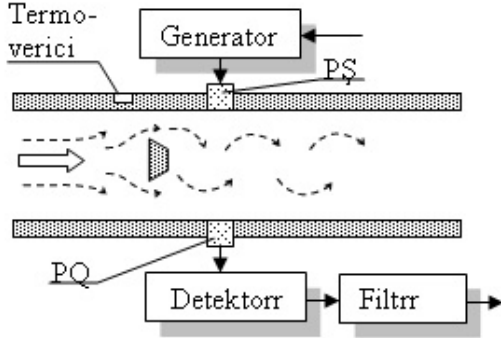 Termo-
verici
Generator
PŞ
PQ
Detektorr
Filtrr